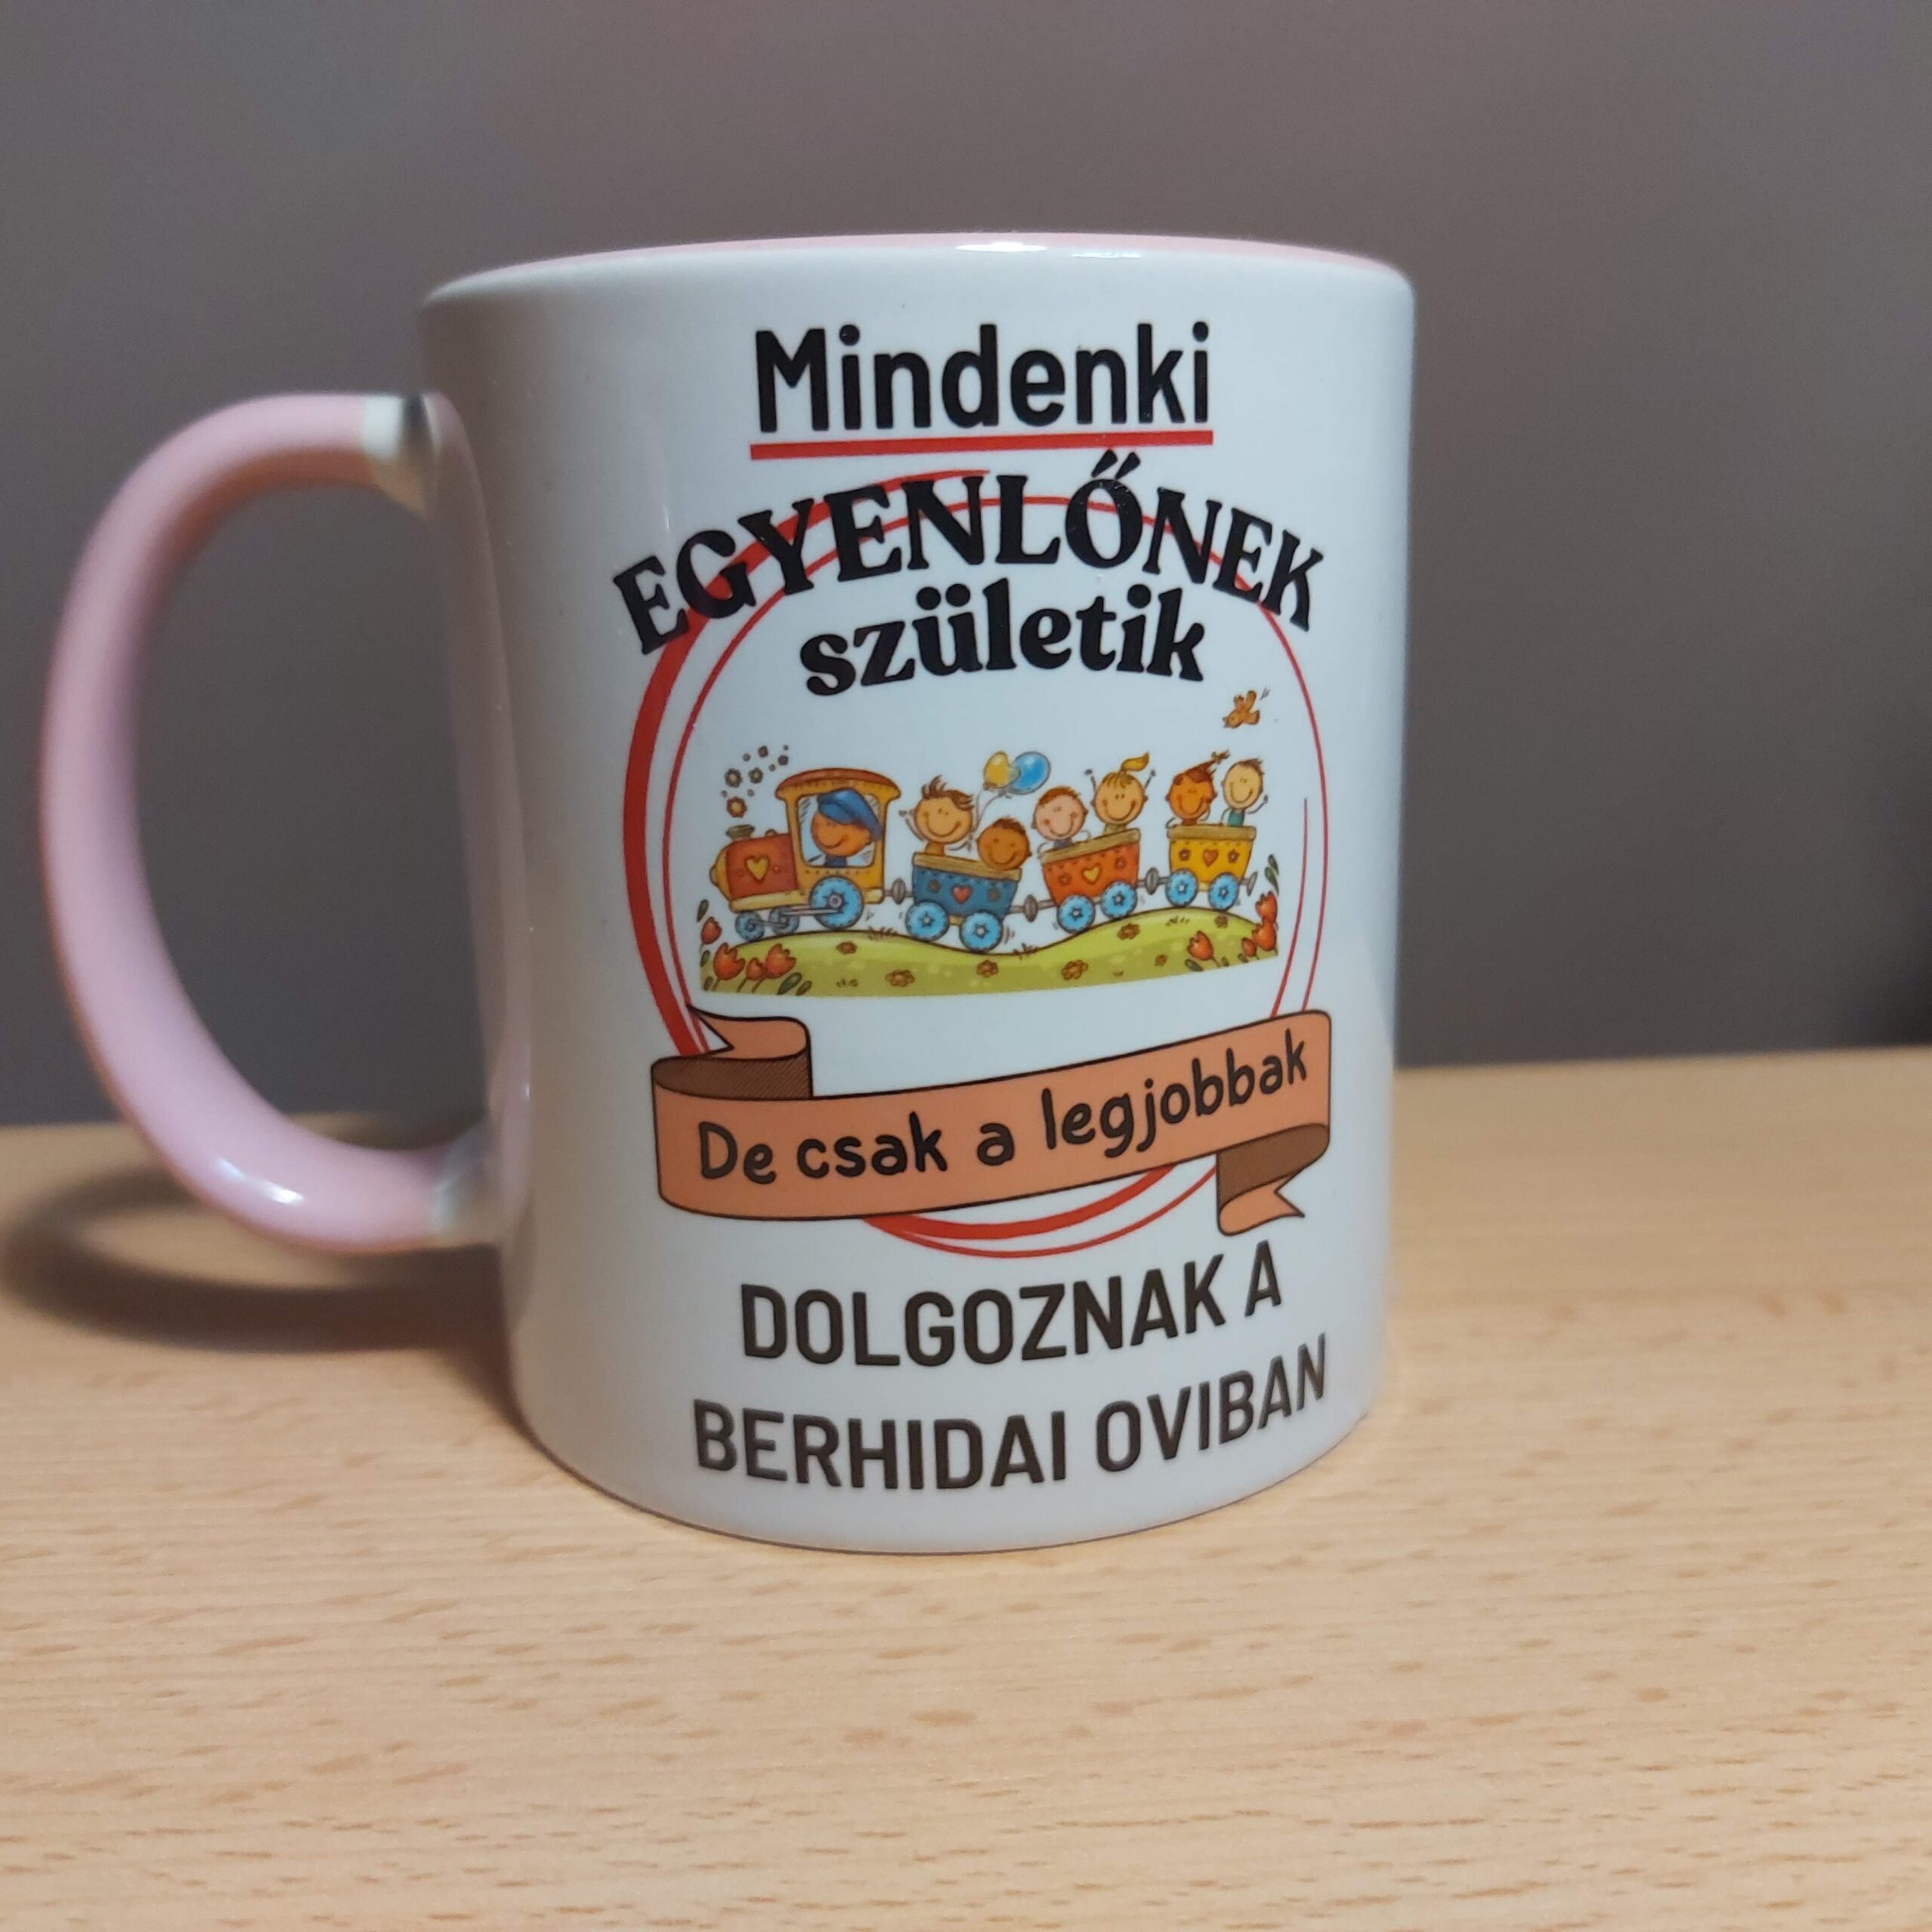 Mindenki
EGYENLŐNEK
születik
De csak a legjobbak
DOLGOZNAK A
BERHIDAI OVIBAN